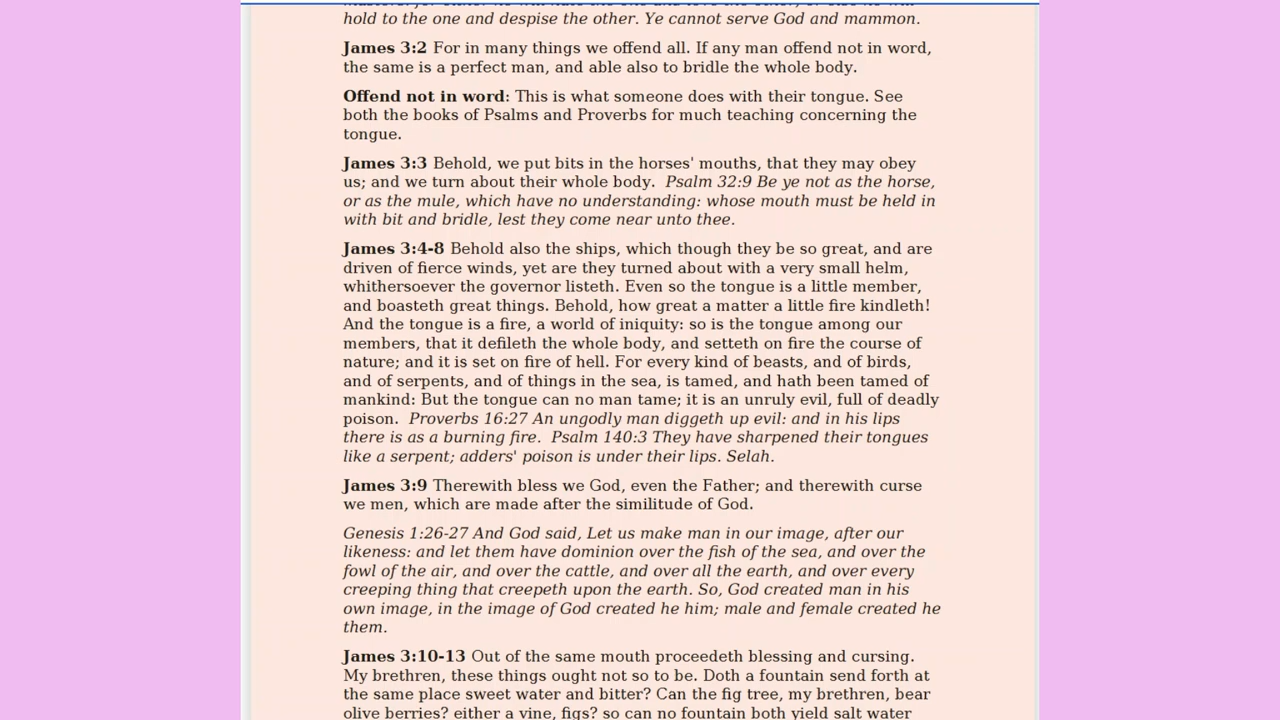 hold to the one and despise the other. Ye cannot serve God and mammon.
James 3:2 For in many things we offend all. If any man offend not in word,
the same is a perfect man, and able also to bridle the whole body.
Offend not in word: This is what someone does with their tongue. See
both the books of Psalms and Proverbs for much teaching concerning the
tongue.
James 3:3 Behold, we put bits in the horses' mouths, that they may obey
us; and we turn about their whole body.  Psalm 32:9 Be ye not as the horse,
or as the mule, which have no understanding: whose mouth must be held in
with bit and bridle, lest they come near unto thee.
James 3:4-8 Behold also the ships, which though they be so great, and are
driven of fierce winds, yet are they turned about with a very small helm,
whithersoever the governor listeth. Even so the tongue is a little member,
and boasteth great things. Behold, how great a matter a little fire kindleth!
And the tongue is a fire, a world of iniquity: so is the tongue among our
members, that it defileth the whole body, and setteth on fire the course of
nature; and it is set on fire of hell. For every kind of beasts, and of birds,
and of serpents, and of things in the sea, is tamed, and hath been tamed of
mankind: But the tongue can no man tame; it is an unruly evil, full of deadly
poison.  Proverbs 16:27 An ungodly man diggeth up evil: and in his lips
there is as a burning fire.  Psalm 140:3 They have sharpened their tongues
like a serpent; adders' poison is under their lips. Selah.
James 3:9 Therewith bless we God, even the Father; and therewith curse
we men, which are made after the similitude of God.
Genesis 1:26-27 And God said, Let us make man in our image, after our
likeness: and let them have dominion over the fish of the sea, and over the
fowl of the air, and over the cattle, and over all the earth, and over every
creeping thing that creepeth upon the earth. So, God created man in his
own image, in the image of God created he him; male and female created he
them.
James 3:10-13 Out of the same mouth proceedeth blessing and cursing.
My brethren, these things ought not so to be. Doth a fountain send forth at
the same place sweet water and bitter? Can the fig tree, my brethren, bear
olive berries? either a vine, figs? so can no fountain both yield salt water